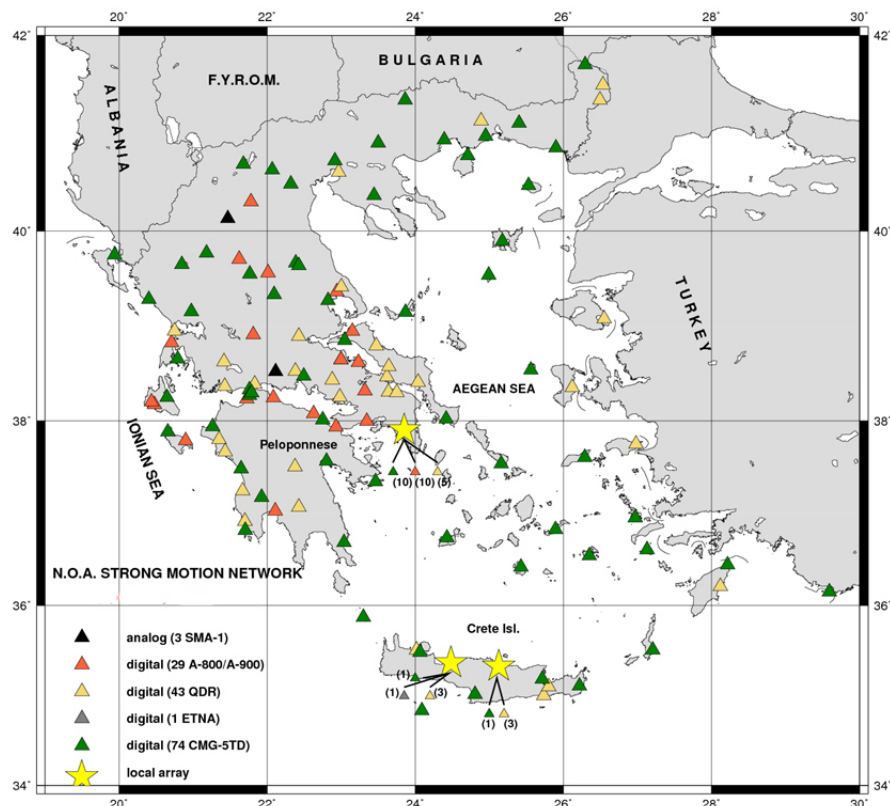 20˚ 22˚ 24˚ 26˚ 28˚ 30˚
42˚ 42˚
BULGARIA
F.Y.R.O.M.
ALBANIA
40˚ 40˚
TURKEY
AEGEAN SEA
38˚ 38˚
IONIAN SEA
Peloponnese
(10) (10) (5)
N.O.A. STRONG MOTION NETWORK
36˚ 36˚
Crete Isl.
analog (3 SMA-1)
digital (29 A-800/A-900)
digital (43 QDR)
digital (1 ETNA)
digital (74 CMG-5TD)
local array
(1)
(1) (3)
(1) (3)
34˚ 34˚
20˚ 22˚ 24˚ 26˚ 28˚ 30˚